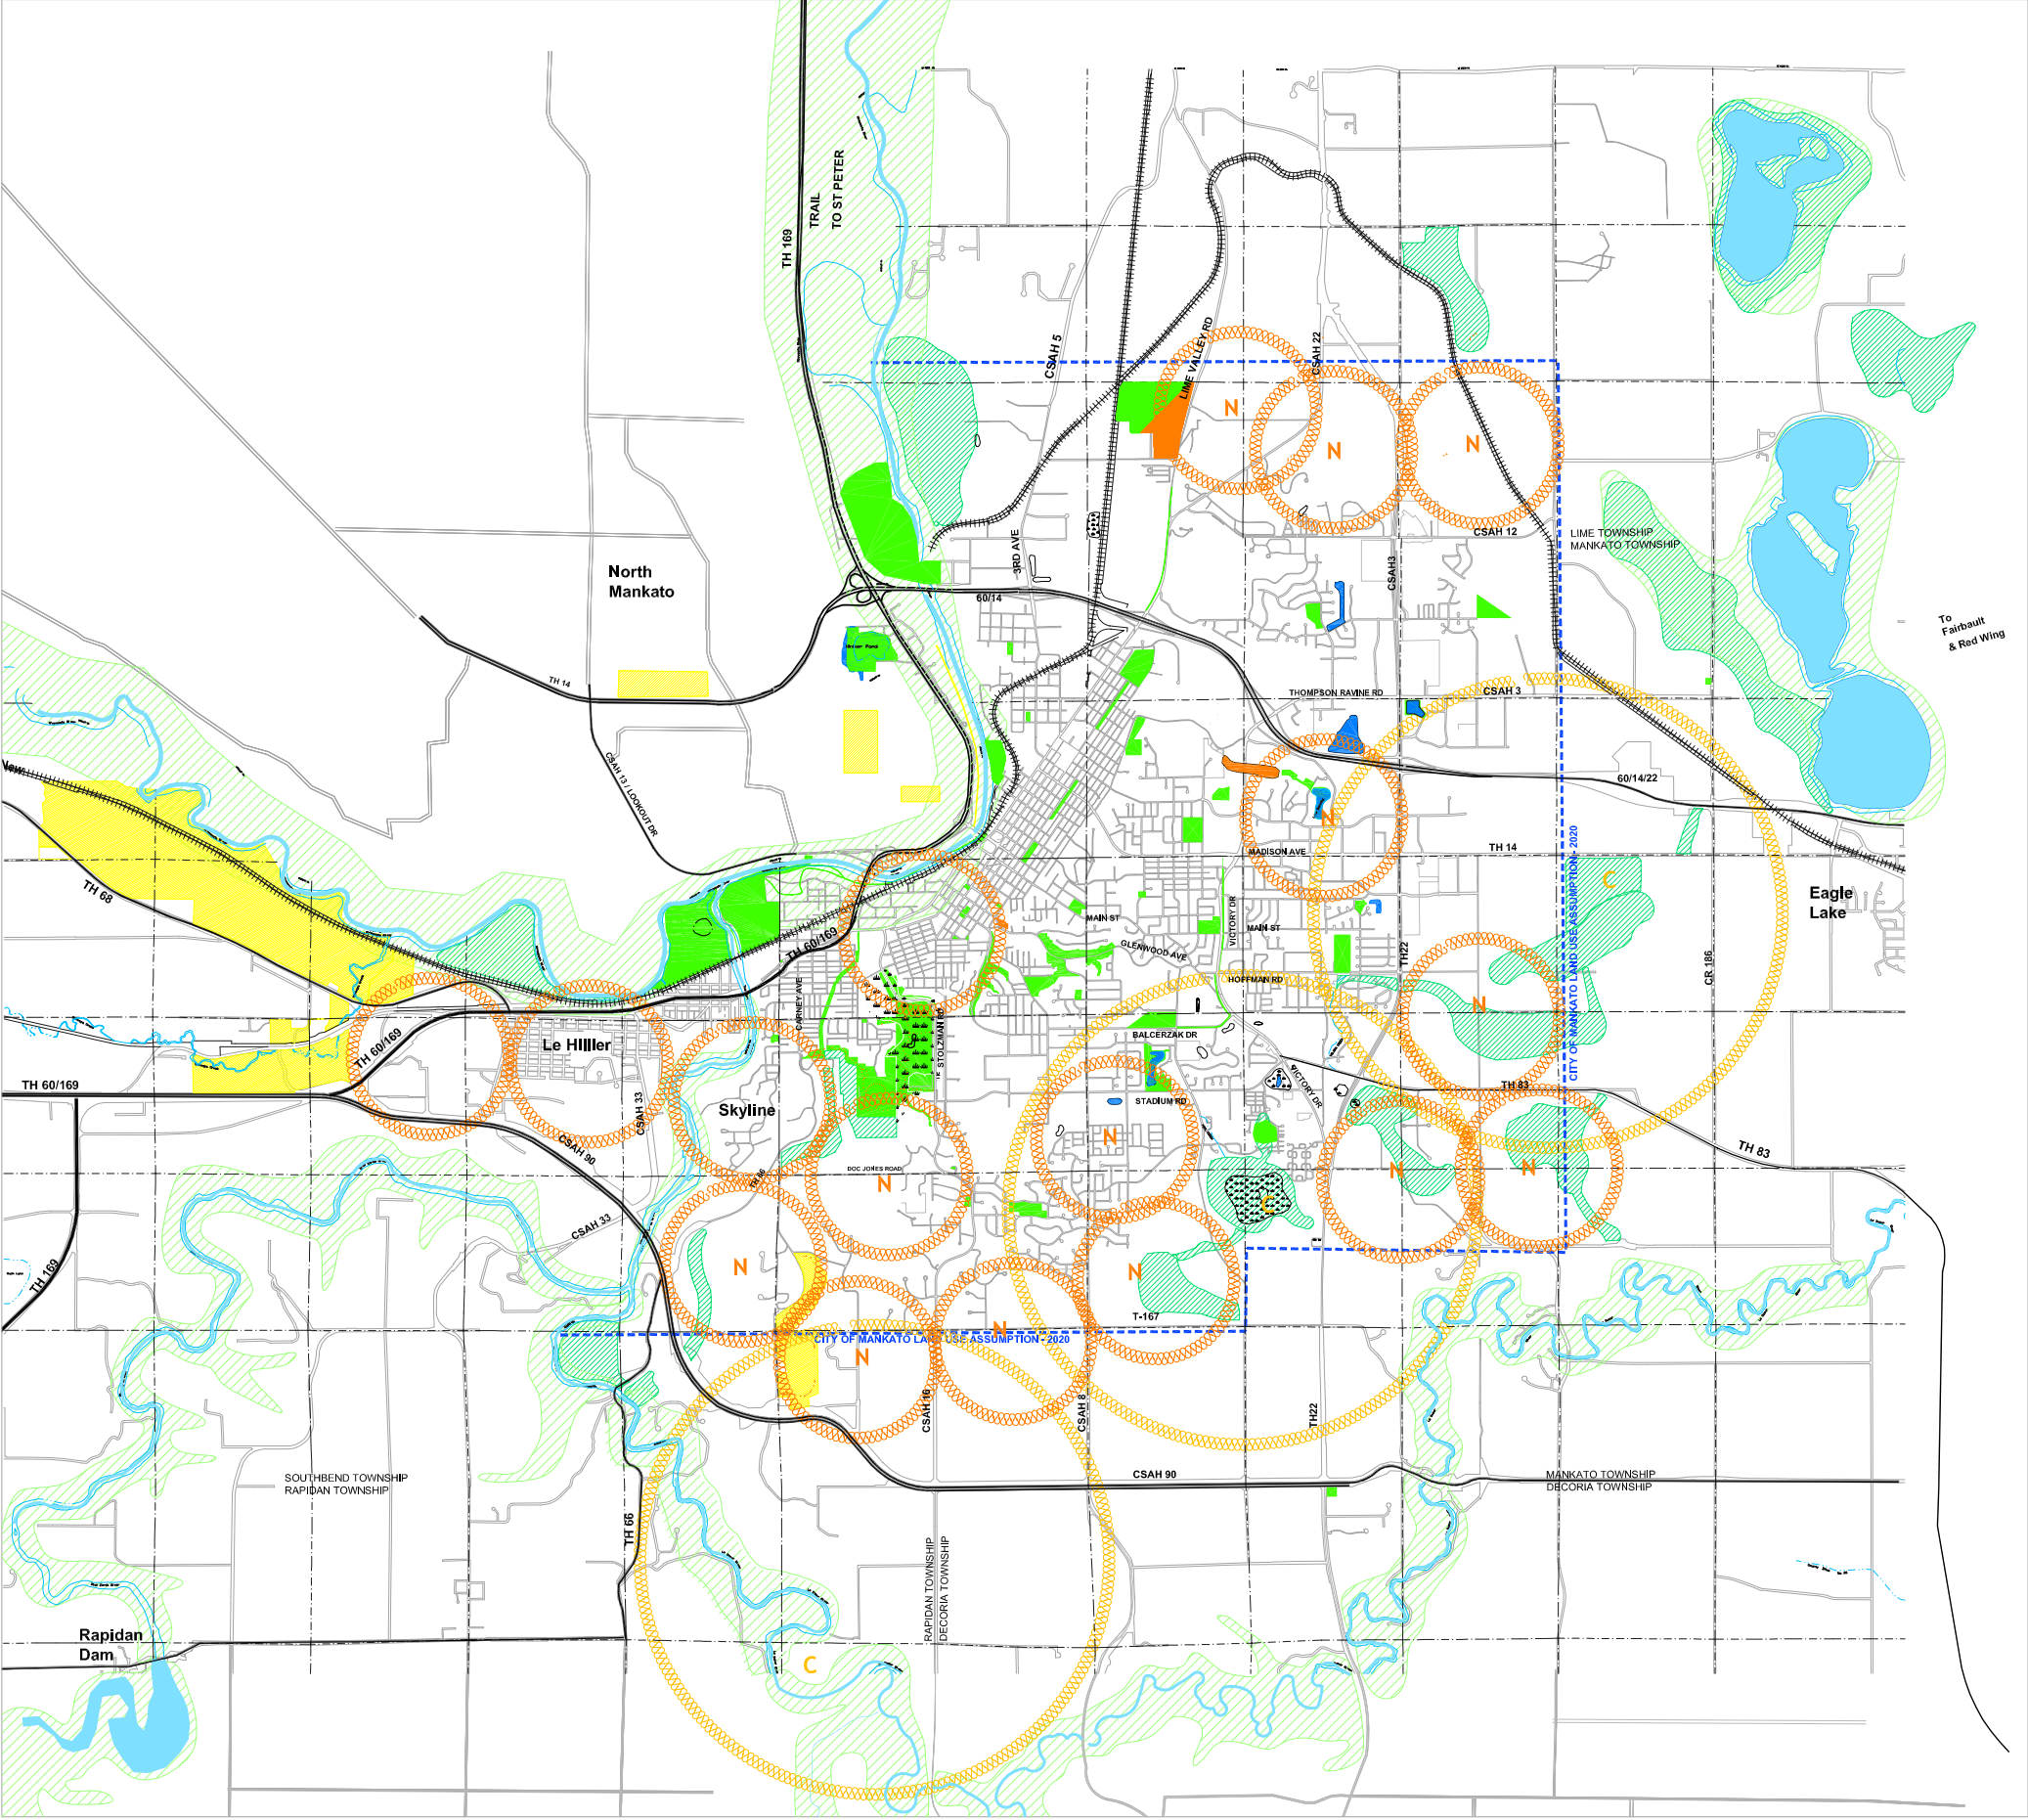 TH 169
TRAIL
TO ST PETER
CSAH 5
LIME VALLEY RD
CSAH 22
N
N
N
CSAH 12
LIME TOWNSHIP
MANKATO TOWNSHIP
3RD AVE
CSAH3
North
Mankato
60/14
To
Fairbault
& Red Wing
TH 14
THOMPSON RAVINE RD
CSAH 3
CSAH 13 / LOOKOUT DR
New
60/14/22
N
MADISON AVE
TH 14
CITY OF MANKATO LAND USE ASSUMPTION - 2020
C
Eagle
Lake
TH 68
MAIN ST
VICTORY DR
MAIN ST
GLENWOOD AVE
TH 60/169
TH22
CR 186
HOFFMAN RD
CARNEY AVE
N
BALCERZAK DR
STOLZMAN RD
TH 60/169
Le HIller
TH 60/169
CSAH 33
VICTORY DR
TH 83
STADIUM RD
Skyline
N
CSAH 90
TH 83
DOC JONES ROAD
TH 66
N
N
N
C
CSAH 33
TH 169
N
N
T-167
N
CITY OF MANKATO LAND USE ASSUMPTION - 2020
N
CSAH 16
CSAH 8
TH22
CSAH 90
SOUTHBEND TOWNSHIP
RAPIDAN TOWNSHIP
MANKATO TOWNSHIP
DECORIA TOWNSHIP
TH 66
RAPIDAN TOWNSHIP
DECORIA TOWNSHIP
Rapidan
Dam
C